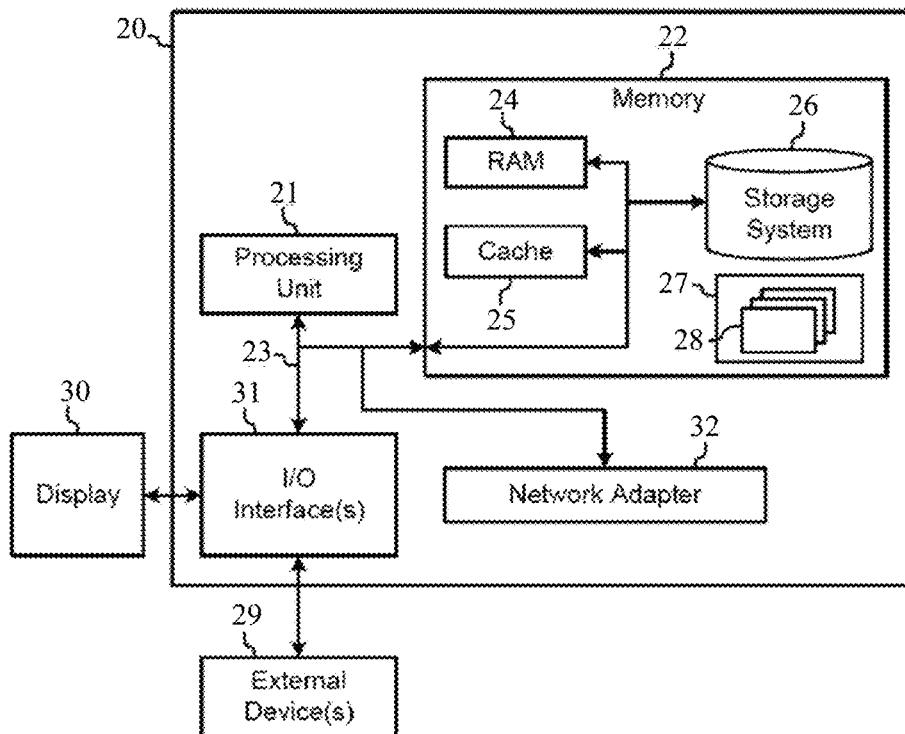 20
22
Memory
24
RAM
26
Storage
System
21
Processing
Unit
Cache
25
27
28
23
30
31
32
Display
I/O
Interface(s)
Network Adapter
29
External
Device(s)